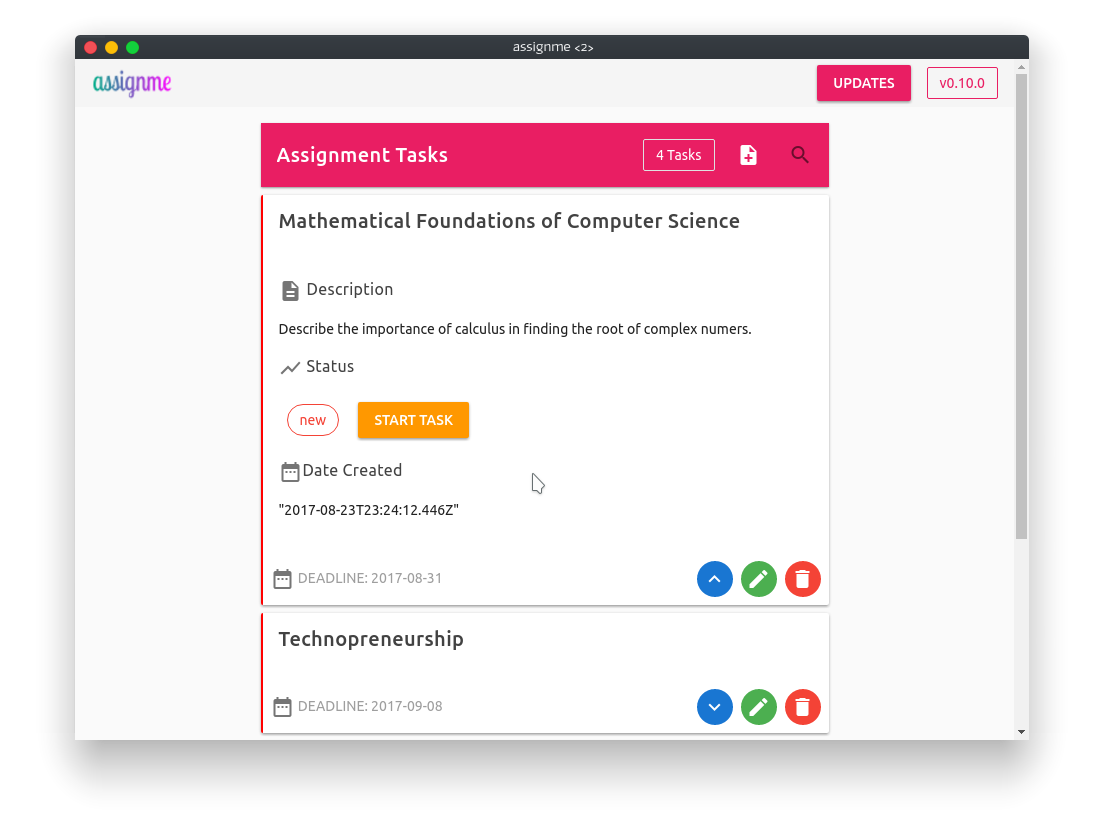 assignme <2>
assignme
UPDATES
v0.10.0
Assignment Tasks
4 Tasks
Mathematical Foundations of Computer Science
Description
Describe the importance of calculus in finding the root of complex numers.
Status
new
START TASK
Date Created
"2017-08-23T23:24:12.446Z"
DEADLINE: 2017-08-31
Technopreneurship
DEADLINE: 2017-09-08